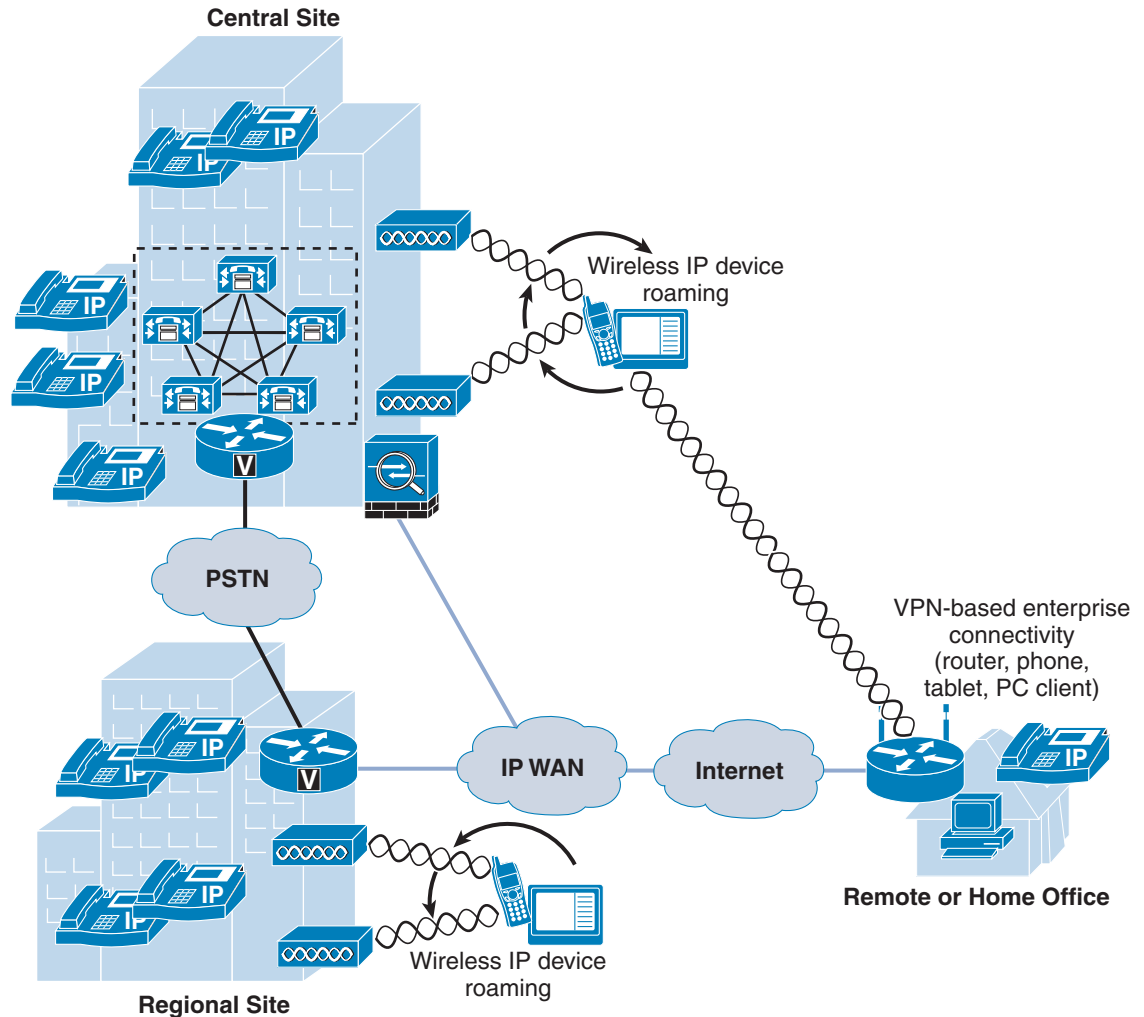 Central Site
IP
IP
Wireless IP device
roaming
IP
IP
IP
V
PSTN
VPN-based enterprise
connectivity
(router, phone,
tablet, PC client)
IP
IP
V
IP WAN
Internet
IP
IP
IP
Remote or Home Office
Wireless IP device
roaming
Regional Site